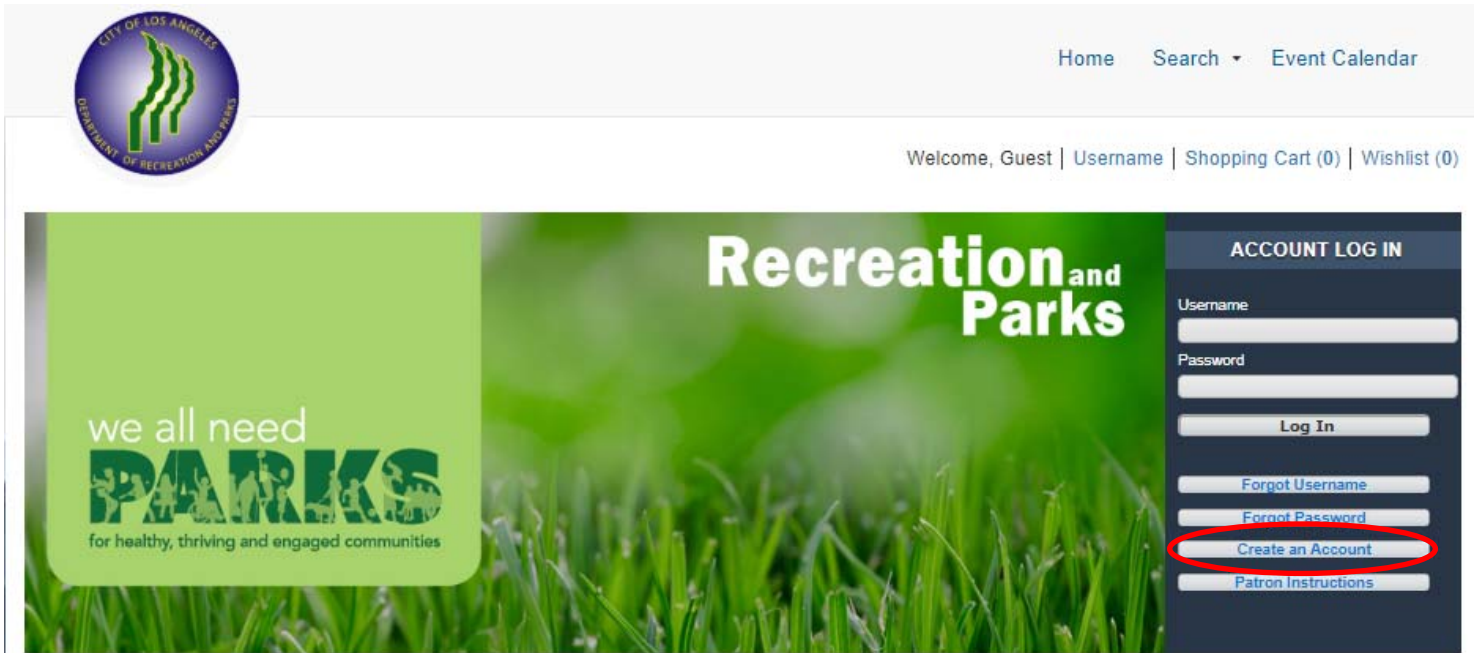 CITY OF LOS ANGELES
DEPARTMENT OF RECREATION AND PARKS
Home Search Event Calendar
Welcome, Guest | Username | Shopping Cart (0) | Wishlist (0)
Recreation and
Parks
we all need
PARKS
for healthy, thriving and engaged communities
ACCOUNT LOG IN
Username
Password
Log In
Forgot Username
Forgot Password
Create an Account
Patron Instructions